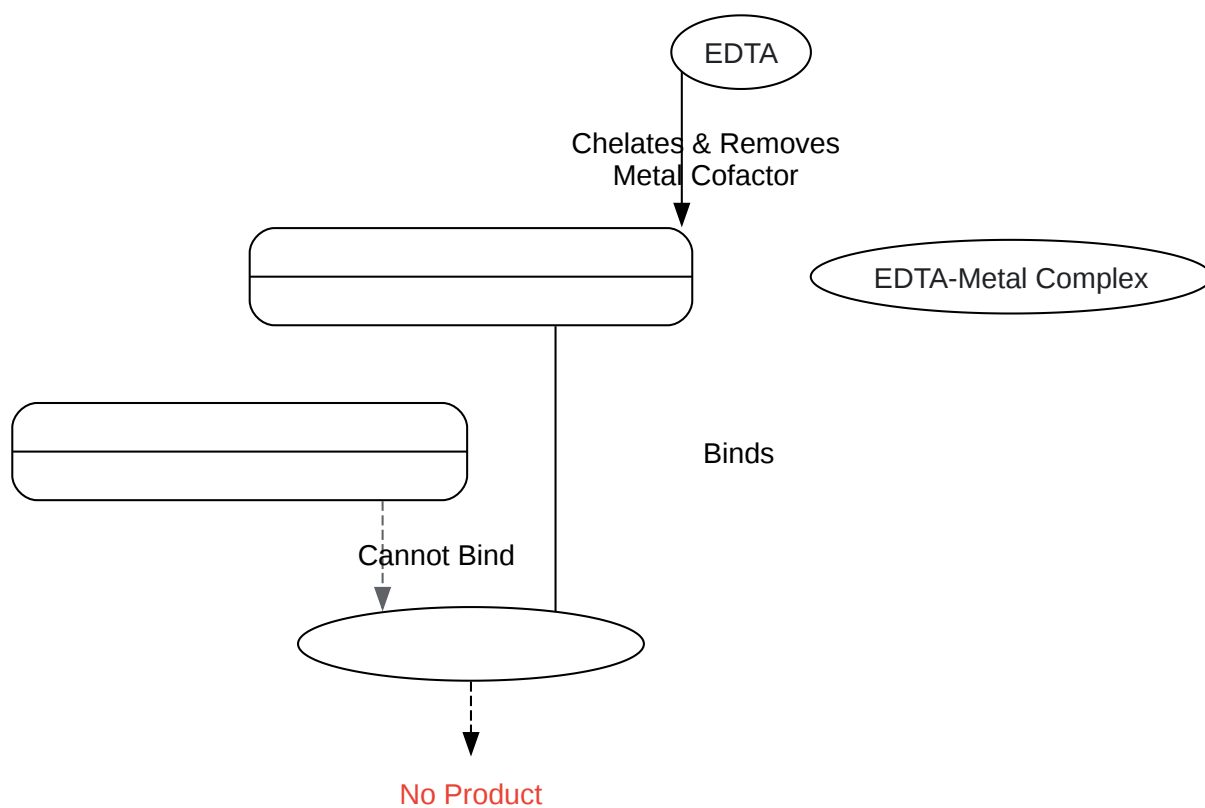 EDTA
Chelates & Removes
Metal Cofactor
EDTA-Metal Complex
Binds
Cannot Bind
No Product